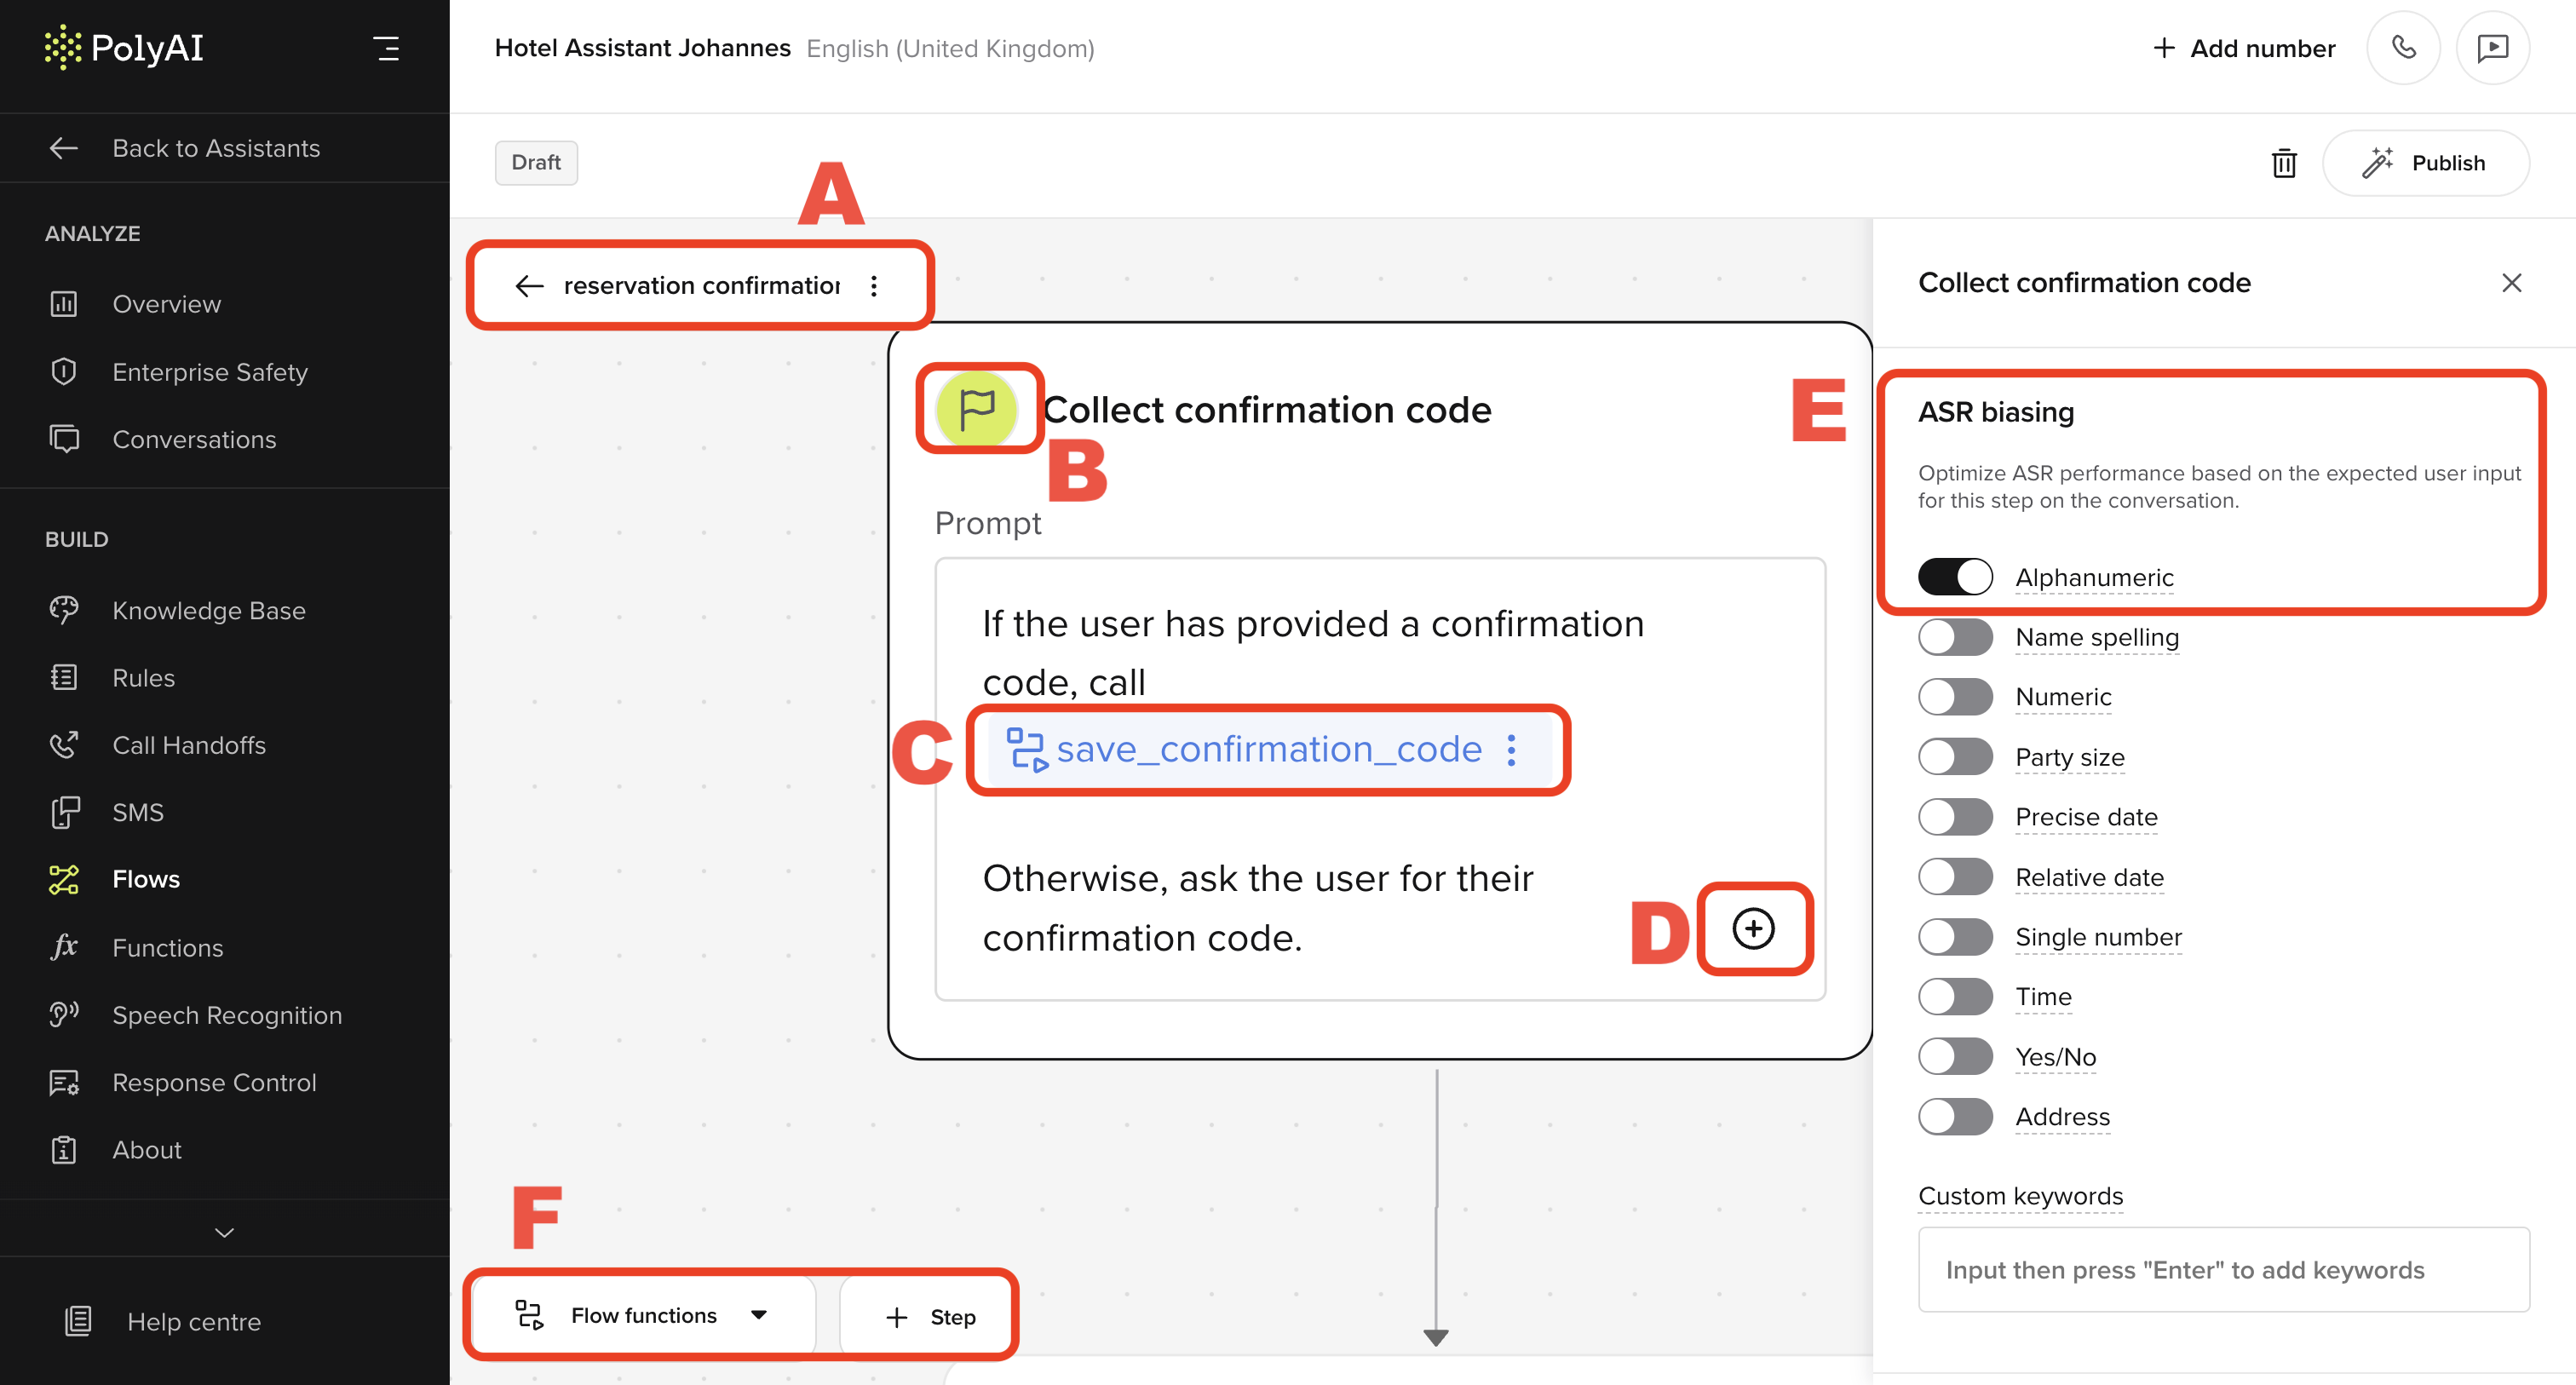 PolyAI
Back to Assistants
ANALYZE
Overview
Enterprise Safety
Conversations
BUILD
Knowledge Base
Rules
Call Handoffs
SMS
Flows
fx Functions
Speech Recognition
Response Control
About
Help centre
Hotel Assistant Johannes English (United Kingdom)
+ Add number
Draft
Publish
A
reservation confirmation
B
Collect confirmation code
Prompt
If the user has provided a confirmation
code, call
C
save_confirmation_code
Otherwise, ask the user for their
confirmation code.
D
E
F
Flow functions
+ Step
Collect confirmation code
ASR biasing
Optimize ASR performance based on the expected user input
for this step on the conversation.
Alphanumeric
Name spelling
Numeric
Party size
Precise date
Relative date
Single number
Time
Yes/No
Address
Custom keywords
Input then press "Enter" to add keywords